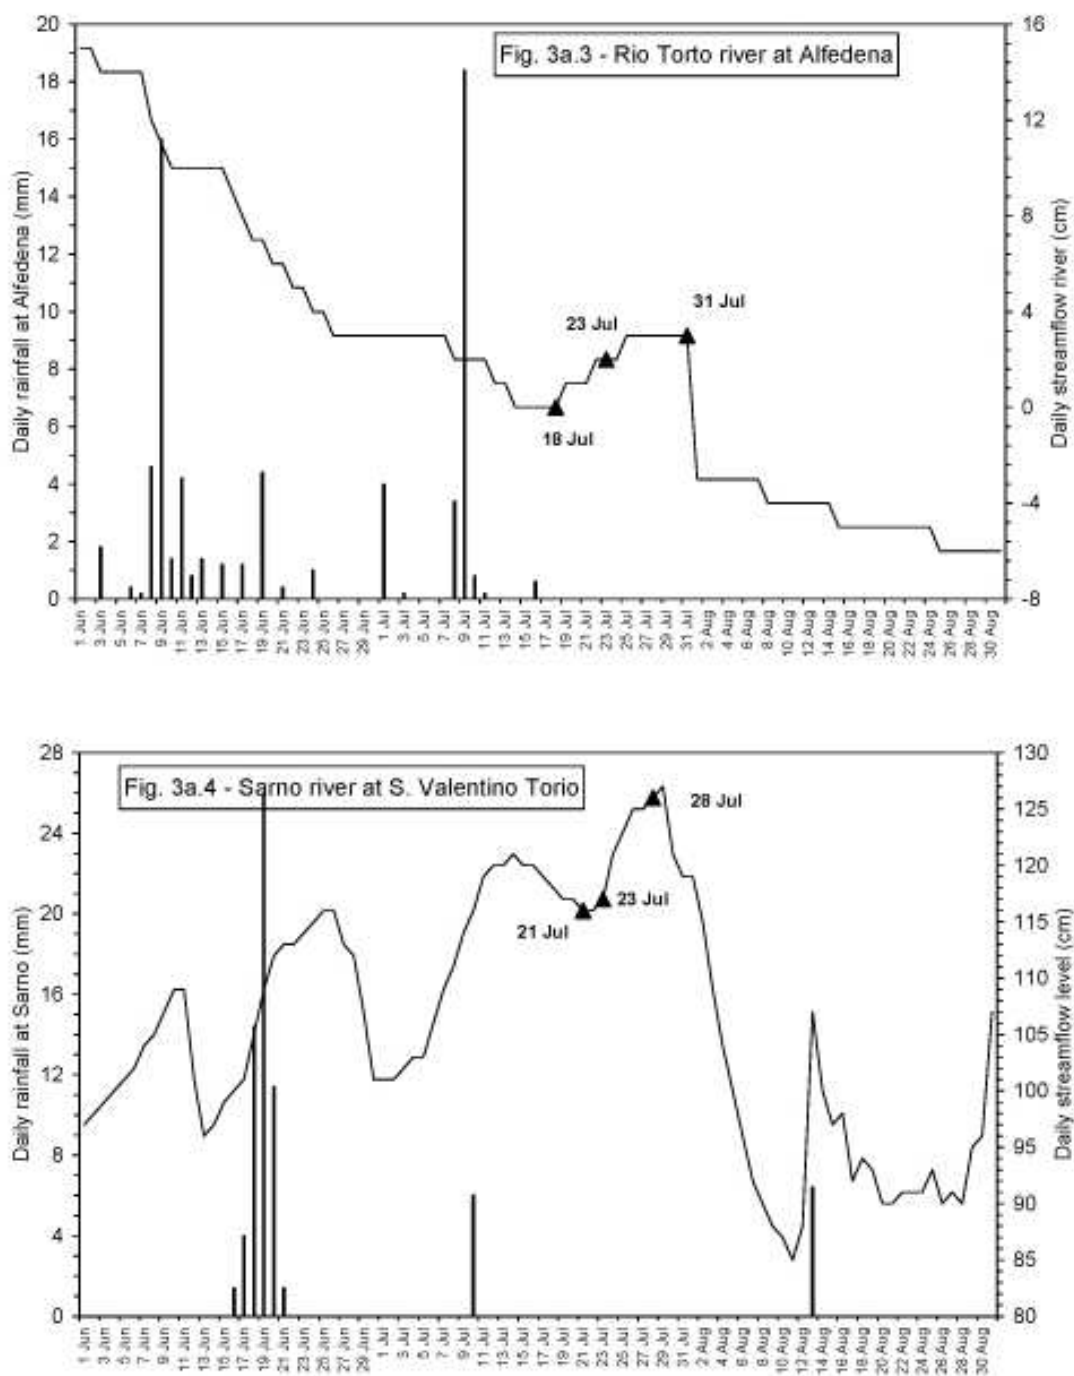 Fig. 3a.3 - Rio Torto river at Alfedena
Daily rainfall at Alfedena (mm)
20
18
16
14
12
10
8
6
4
2
0
16
12
8
4
0
-4
-8
Daily streamflow river (cm)
23 Jul
31 Jul
18 Jul
1 Jun
3 Jun
5 Jun
7 Jun
9 Jun
11 Jun
13 Jun
15 Jun
17 Jun
19 Jun
21 Jun
23 Jun
25 Jun
27 Jun
29 Jun
1 Jul
3 Jul
5 Jul
7 Jul
9 Jul
11 Jul
13 Jul
15 Jul
17 Jul
19 Jul
21 Jul
23 Jul
25 Jul
27 Jul
29 Jul
31 Jul
2 Aug
4 Aug
6 Aug
8 Aug
10 Aug
12 Aug
14 Aug
16 Aug
18 Aug
20 Aug
22 Aug
24 Aug
26 Aug
28 Aug
30 Aug
Fig. 3a.4 - Sarno river at S. Valentino Torio
Daily rainfall at Sarno (mm)
28
24
20
16
12
8
4
0
130
125
120
115
110
105
100
95
90
85
80
Daily streamflow level (cm)
28 Jul
23 Jul
21 Jul
1 Jun
3 Jun
5 Jun
7 Jun
9 Jun
11 Jun
13 Jun
15 Jun
17 Jun
19 Jun
21 Jun
23 Jun
25 Jun
27 Jun
29 Jun
1 Jul
3 Jul
5 Jul
7 Jul
9 Jul
11 Jul
13 Jul
15 Jul
17 Jul
19 Jul
21 Jul
23 Jul
25 Jul
27 Jul
29 Jul
31 Jul
2 Aug
4 Aug
6 Aug
8 Aug
10 Aug
12 Aug
14 Aug
16 Aug
18 Aug
20 Aug
22 Aug
24 Aug
26 Aug
28 Aug
30 Aug